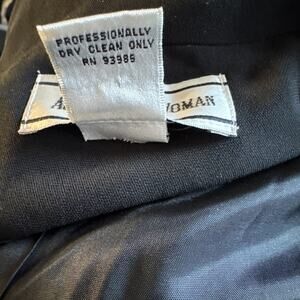 PROFESSIONALLY
DRY CLEAN ONLY
RN 93986
WOMAN